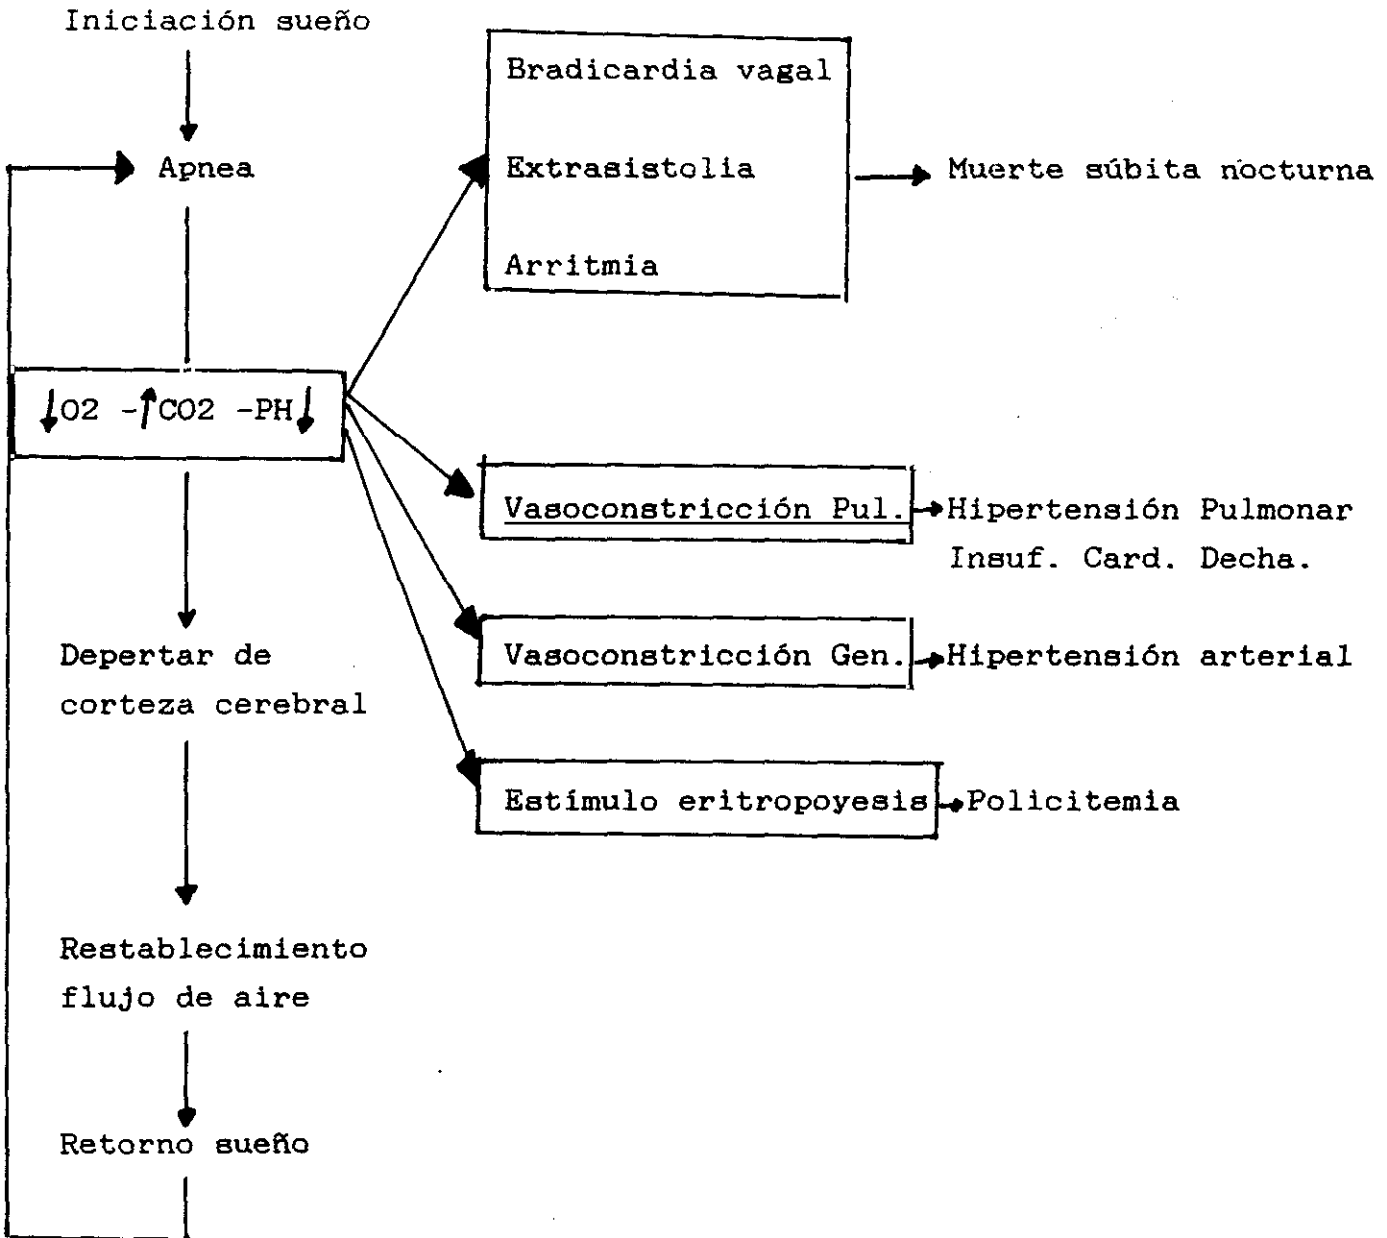 Iniciación sueño
Apnea
↓O2 -↑CO2 -PH↓
Depertar de
corteza cerebral
Restablecimiento
flujo de aire
Retorno sueño
Bradicardia vagal
Extrasistolia
Arritmia
Muerte súbita nocturna
Vasoconstricción Pul.
Hipertensión Pulmonar
Insuf. Card. Decha.
Vasoconstricción Gen.
Hipertensión arterial
Estímulo eritropoyesis
Policitemia